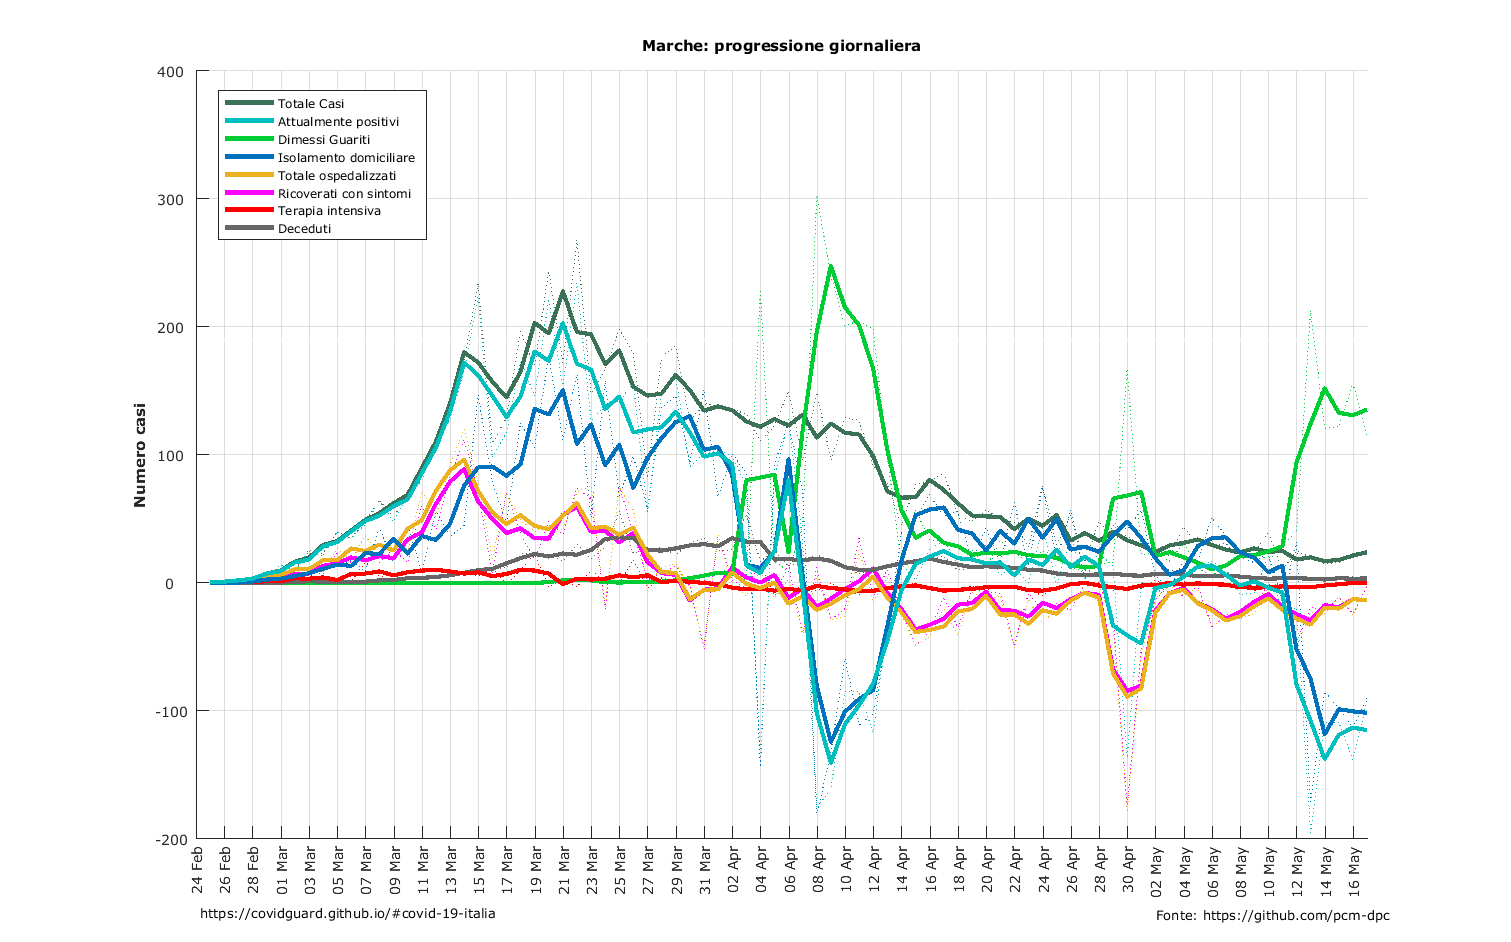 Marche: progressione giornaliera
400
300
200
100
0
-100
-200
Numero casi
Totale Casi
Attualmente positivi
Dimessi Guariti
Isolamento domiciliare
Totale ospedalizzati
Ricoverati con sintomi
Terapia intensiva
Deceduti
24 Feb
26 Feb
28 Feb
01 Mar
03 Mar
05 Mar
07 Mar
09 Mar
11 Mar
13 Mar
15 Mar
17 Mar
19 Mar
21 Mar
23 Mar
25 Mar
27 Mar
29 Mar
31 Mar
02 Apr
04 Apr
06 Apr
08 Apr
10 Apr
12 Apr
14 Apr
16 Apr
18 Apr
20 Apr
22 Apr
24 Apr
26 Apr
28 Apr
30 Apr
02 May
04 May
06 May
08 May
10 May
12 May
14 May
16 May
https://covidguard.github.io/#covid-19-italia
Fonte: https://github.com/pcm-dpc